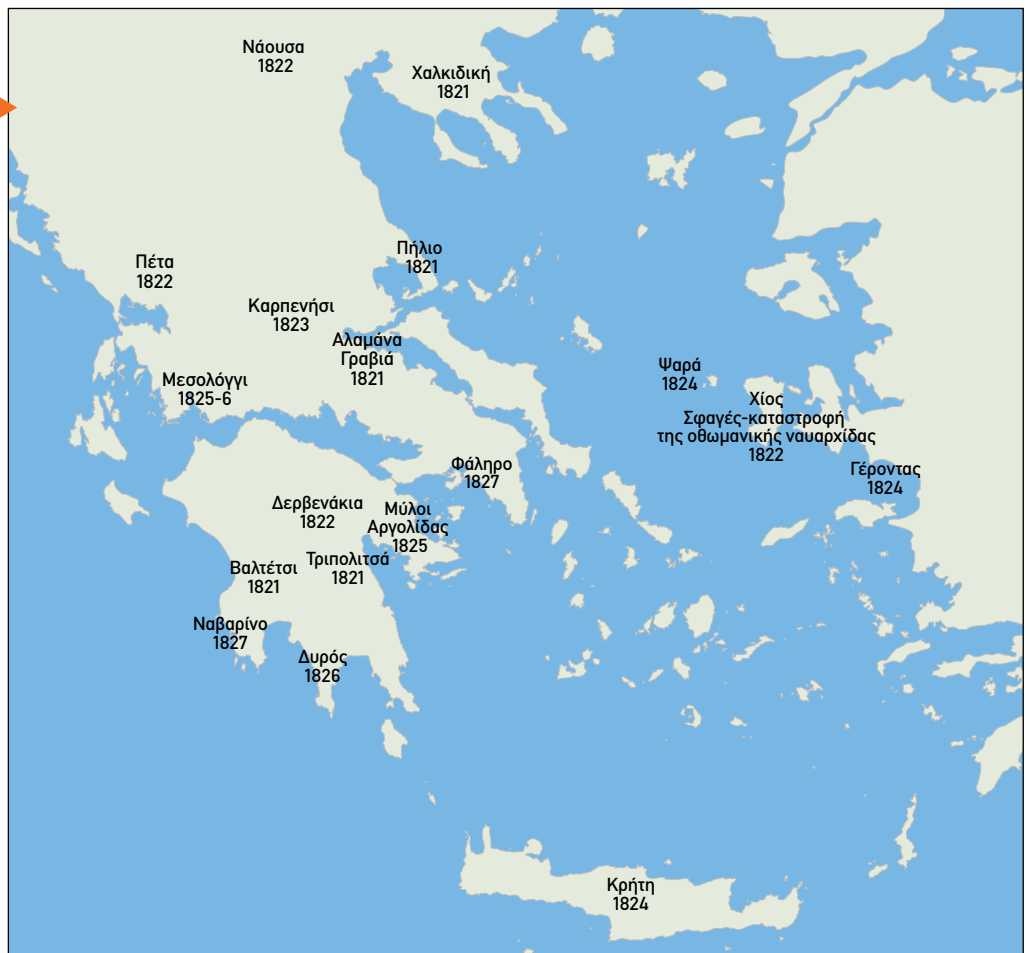 Νάουσα
1822
Χαλκιδική
1821
Πήλιο
1821
Πέτα
1822
Καρπενήσι
1823
Αλαμάνα
Γραβιά
1821
Μεσολόγγι
1825-6
Ψαρά
1824
Χίος
Σφαγές-καταστροφή
της οθωμανικής ναυαρχίδας
1822
Φάληρο
1827
Γέροντας
1824
Δερβενάκια
1822
Μύλοι
Αργολίδας
1825
Βαλτέτσι
1821
Τριπολιτσά
1821
Ναβαρίνο
1827
Δυρός
1826
Κρήτη
1824